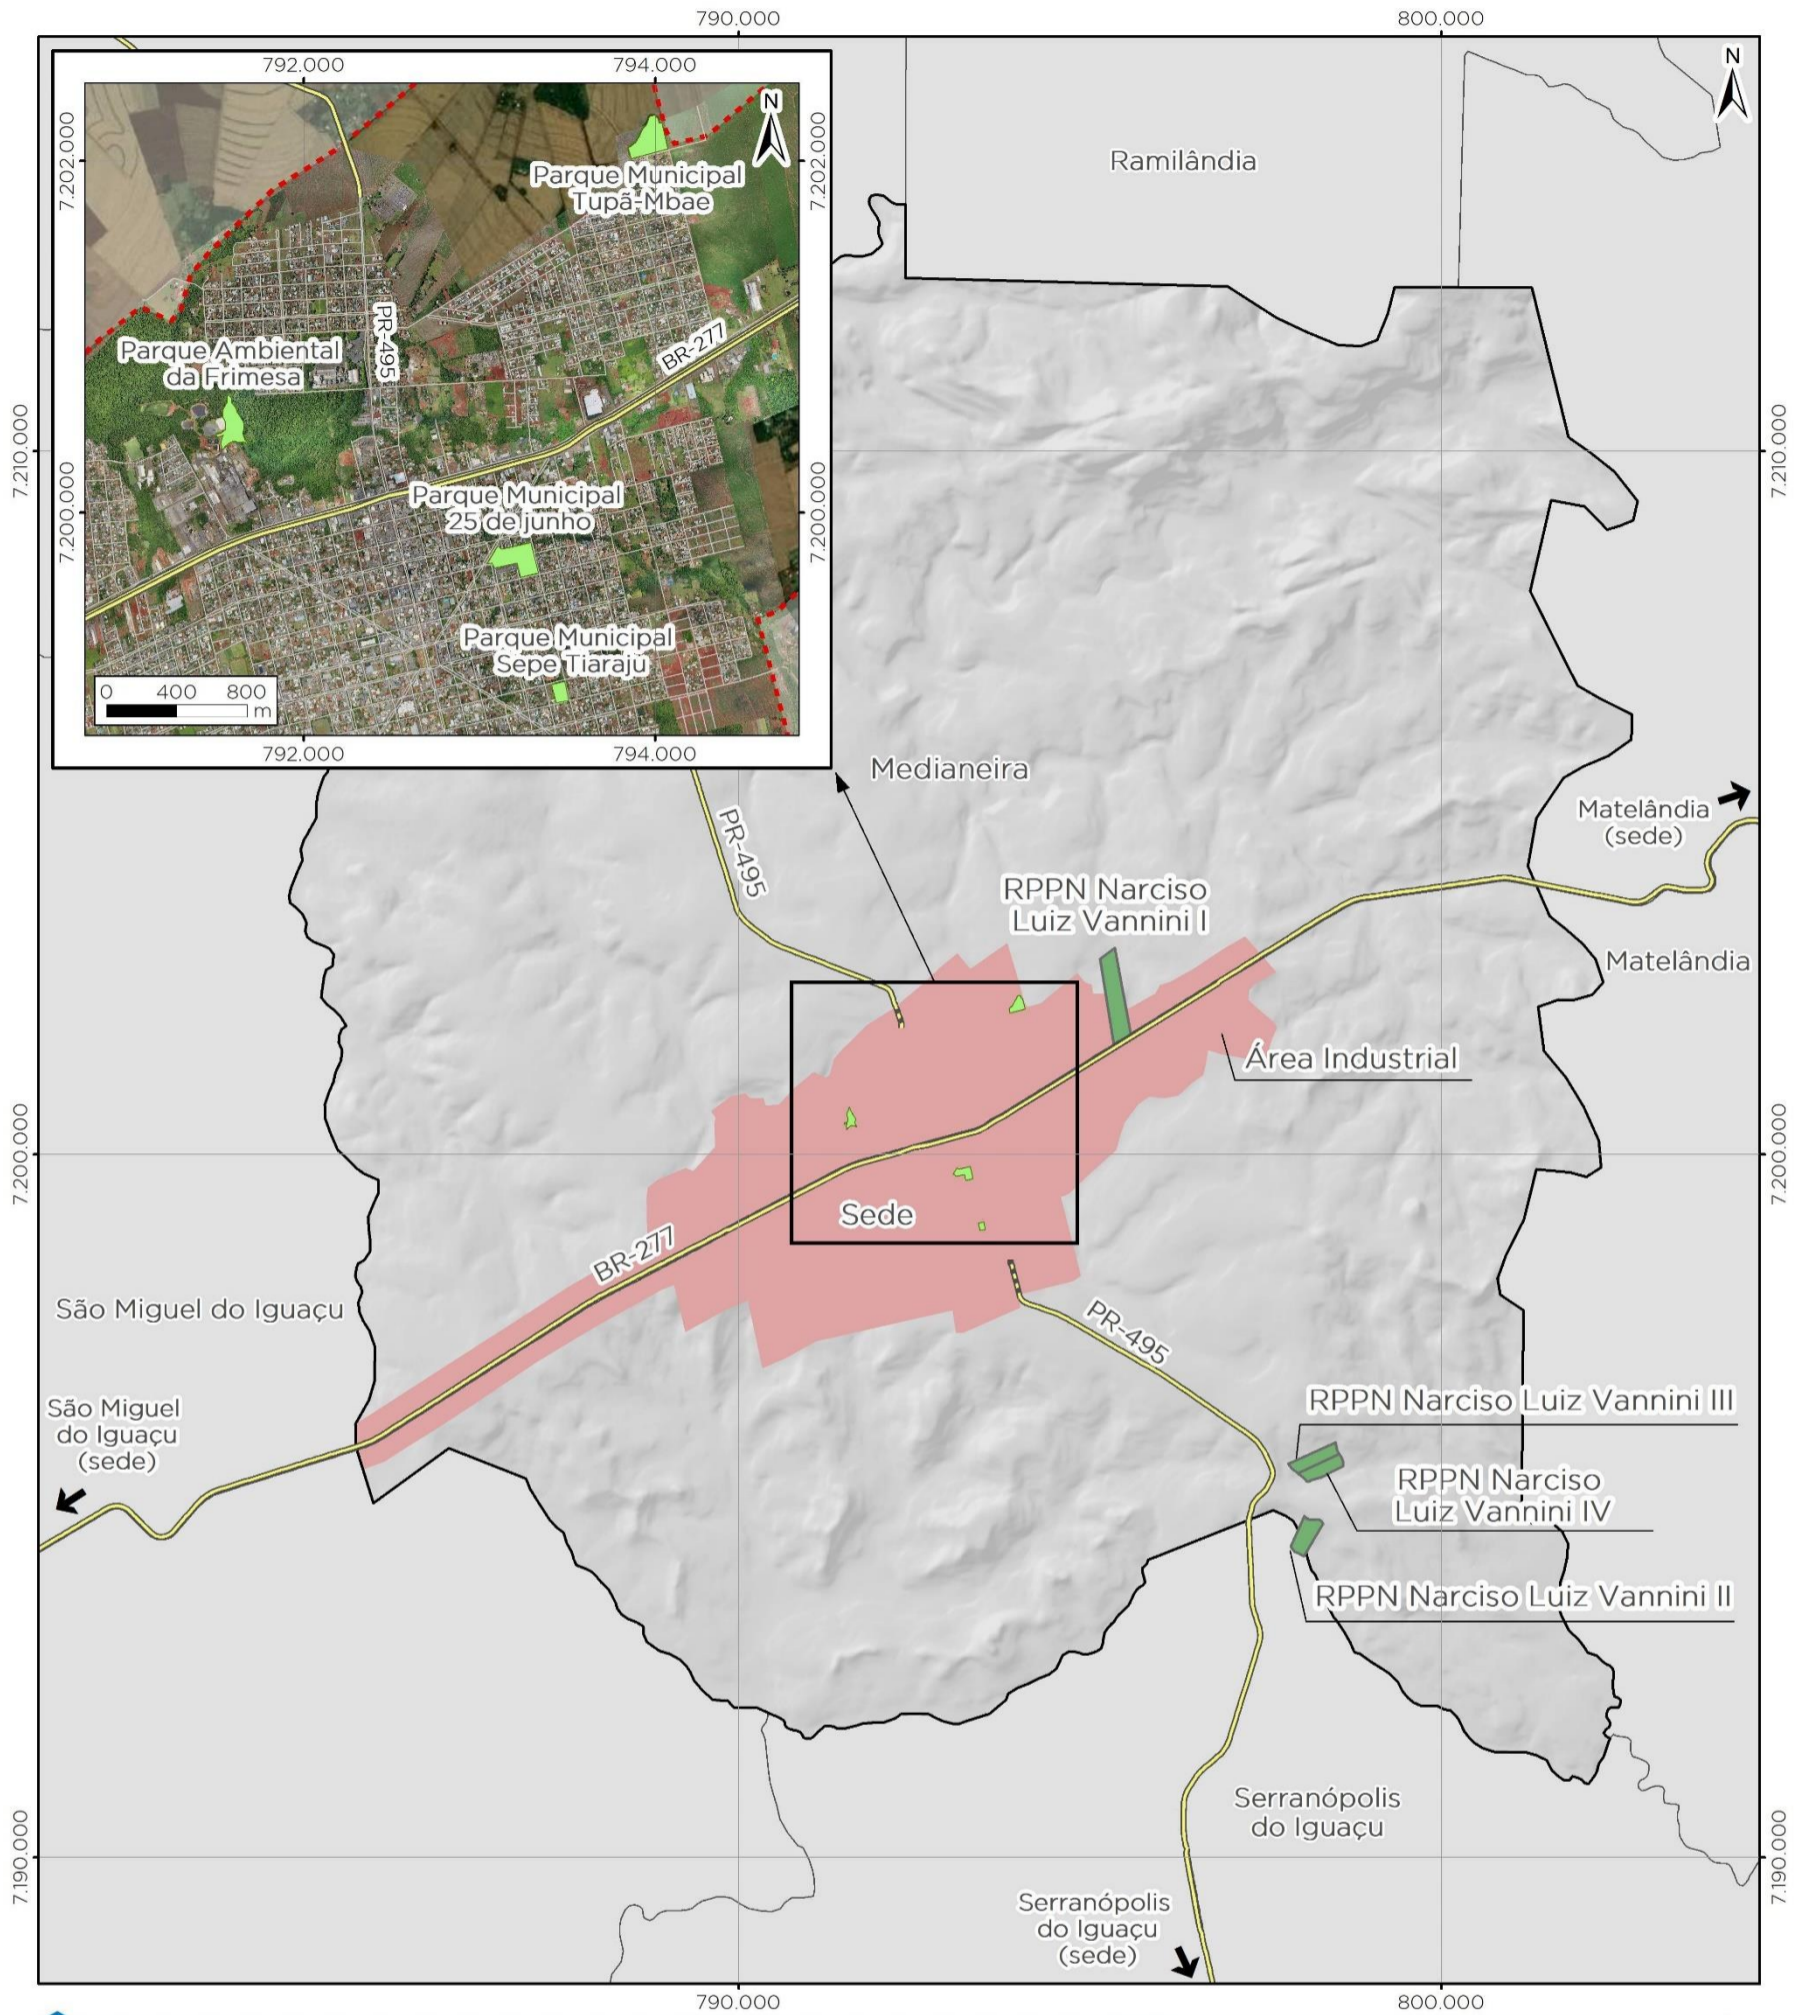 790.000
800.000
N
792.000
794.000
N
7.202.000
7.202.000
Parque Municipal
Tupã-Mbae
Ramilândia
PR-495
BR-277
Parque Ambiental
da Frimesa
7.210.000
7.210.000
Parque Municipal
25 de junho
7.200.000
7.200.000
Parque Municipal
Sepe Tiaraju
0 400 800
m
792.000
794.000
Medianeira
PR-495
Matelândia
(sede)
RPPN Narciso
Luiz Vannini I
Matelândia
Área Industrial
7.200.000
7.200.000
Sede
BR-277
São Miguel do Iguaçu
PR-495
São Miguel
do Iguaçu
(sede)
RPPN Narciso Luiz Vannini III
RPPN Narciso
Luiz Vannini IV
RPPN Narciso Luiz Vannini II
Serranópolis
do Iguaçu
7.190.000
7.190.000
Serranópolis
do Iguaçu
(sede)
790.000
800.000